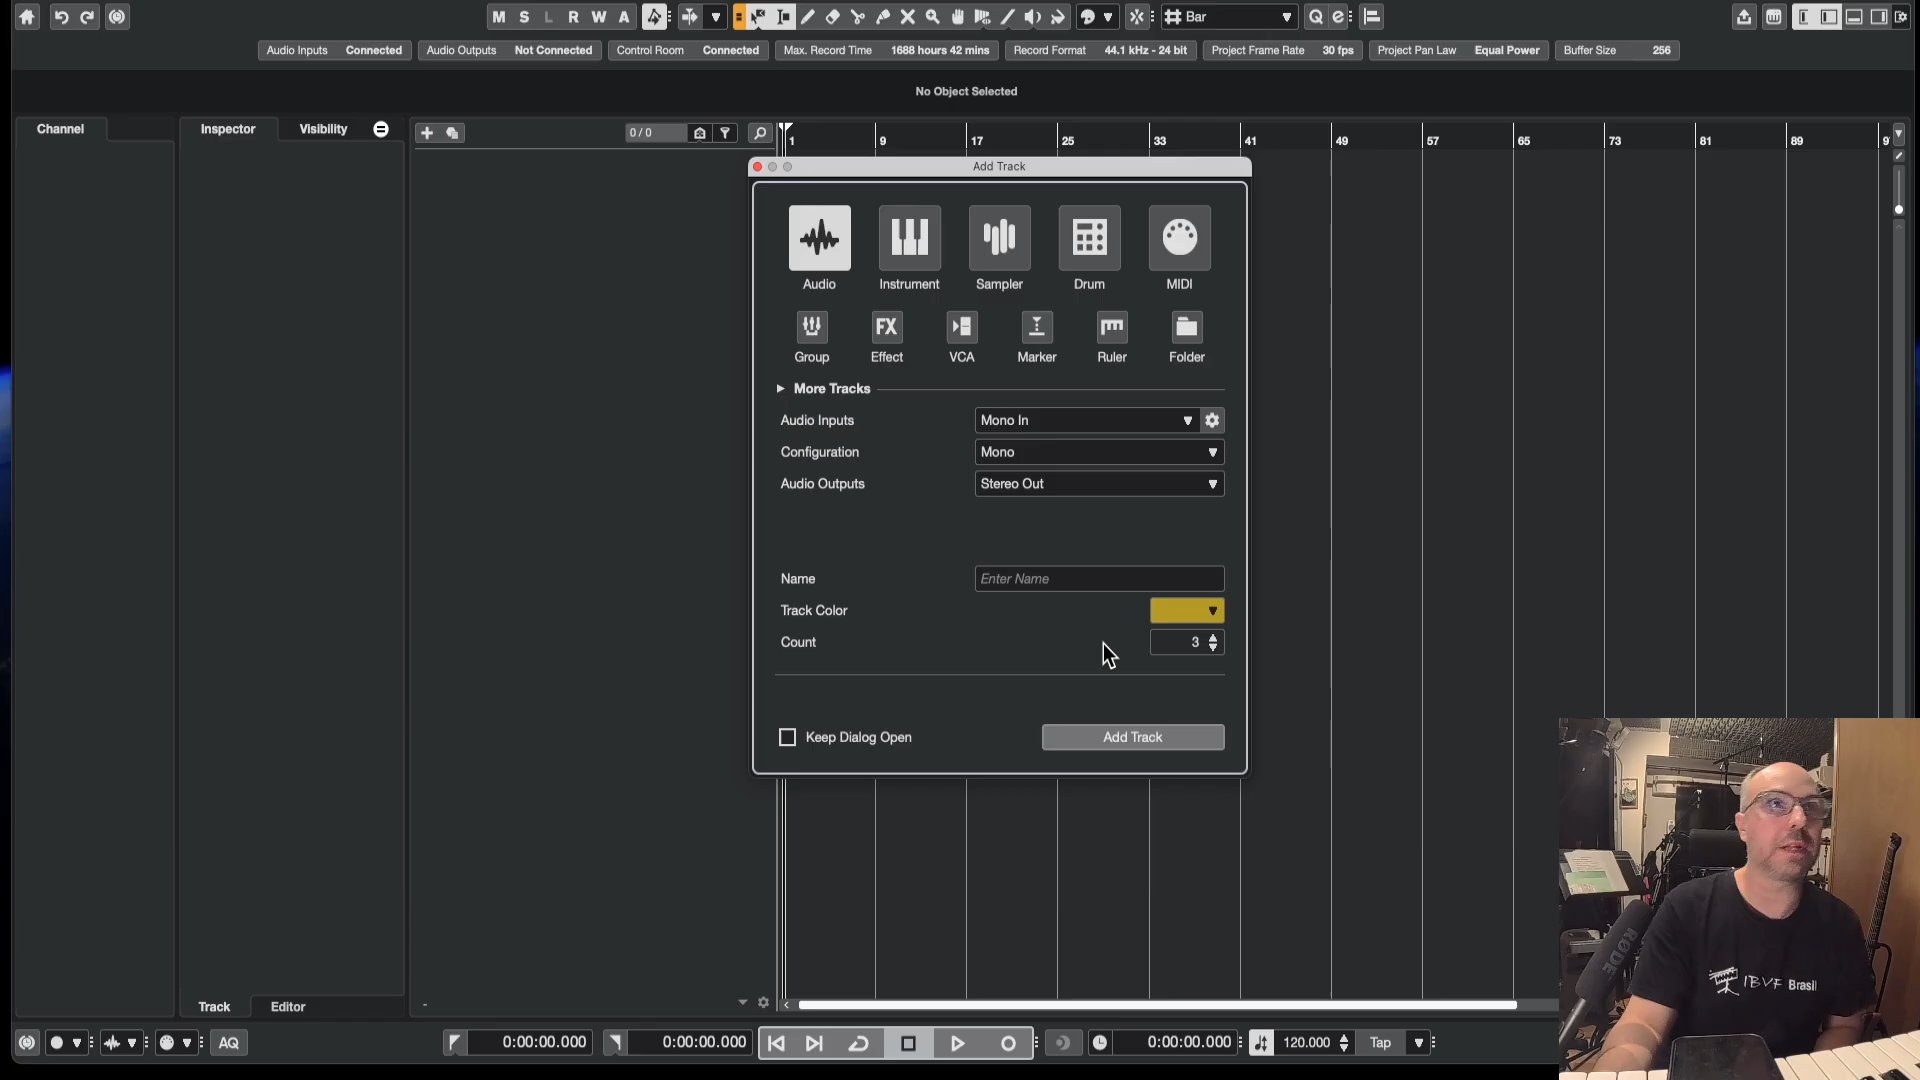 M S L R W A
Bar
Q e
Audio Inputs Connected
Audio Outputs Not Connected
Control Room Connected
Max. Record Time 1688 hours 42 mins
Record Format 44.1 kHz - 24 bit
Project Frame Rate 30 fps
Project Pan Law Equal Power
Buffer Size 256
No Object Selected
Channel
Inspector
Visibility
0 / 0
1 9 17 25 33 41 49 57 65 73 81 89 9
Add Track
Audio
Instrument
Sampler
Drum
MIDI
FX
Group
Effect
VCA
Marker
Ruler
Folder
More Tracks
Audio Inputs Mono In
Configuration Mono
Audio Outputs Stereo Out
Name Enter Name
Track Color
Count 3
Keep Dialog Open
Add Track
RØDE
IBVF Brasil
Track
Editor
-
AQ
0:00:00.000
0:00:00.000
0:00:00.000
120.000
Tap